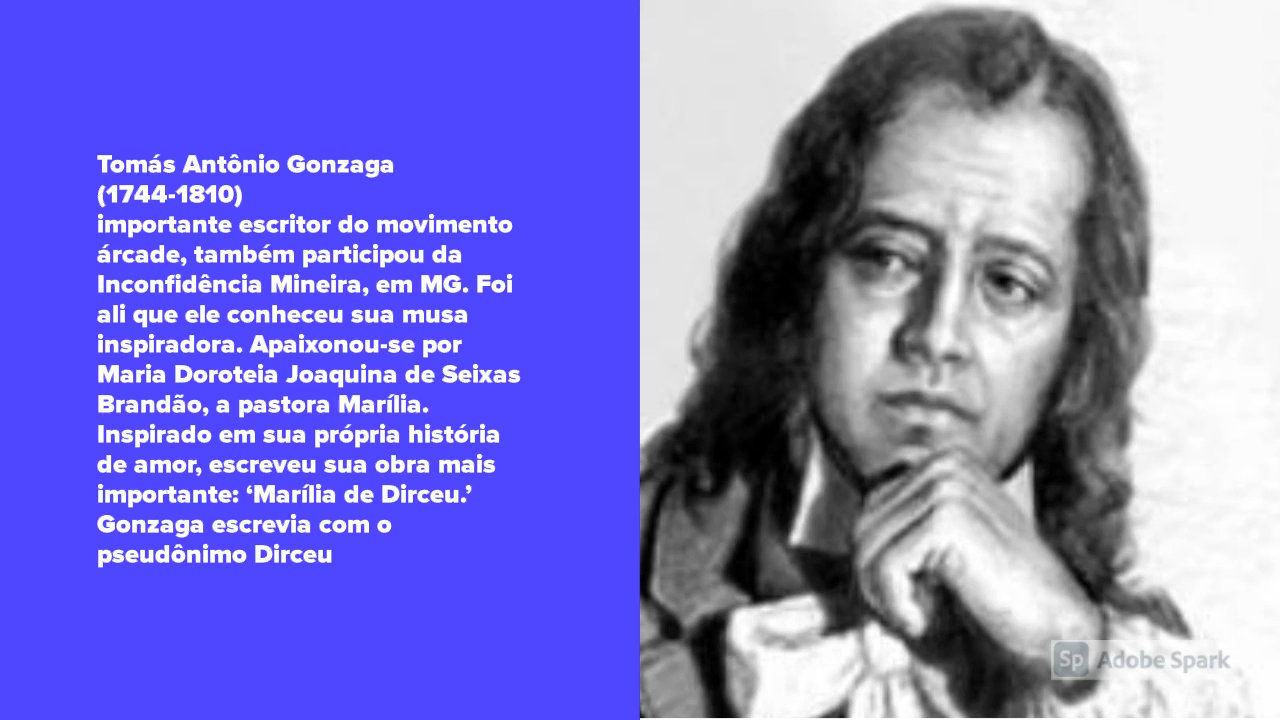 Tomás Antônio Gonzaga
(1744-1810)
importante escritor do movimento
árcade, também participou da
Inconfidência Mineira, em MG. Foi
ali que ele conheceu sua musa
inspiradora. Apaixonou-se por
Maria Doroteia Joaquina de Seixas
Brandão, a pastora Marília.
Inspirado em sua própria história
de amor, escreveu sua obra mais
importante: ‘Marília de Dirceu.’
Gonzaga escrevia com o
pseudônimo Dirceu
Sp Adobe Spark